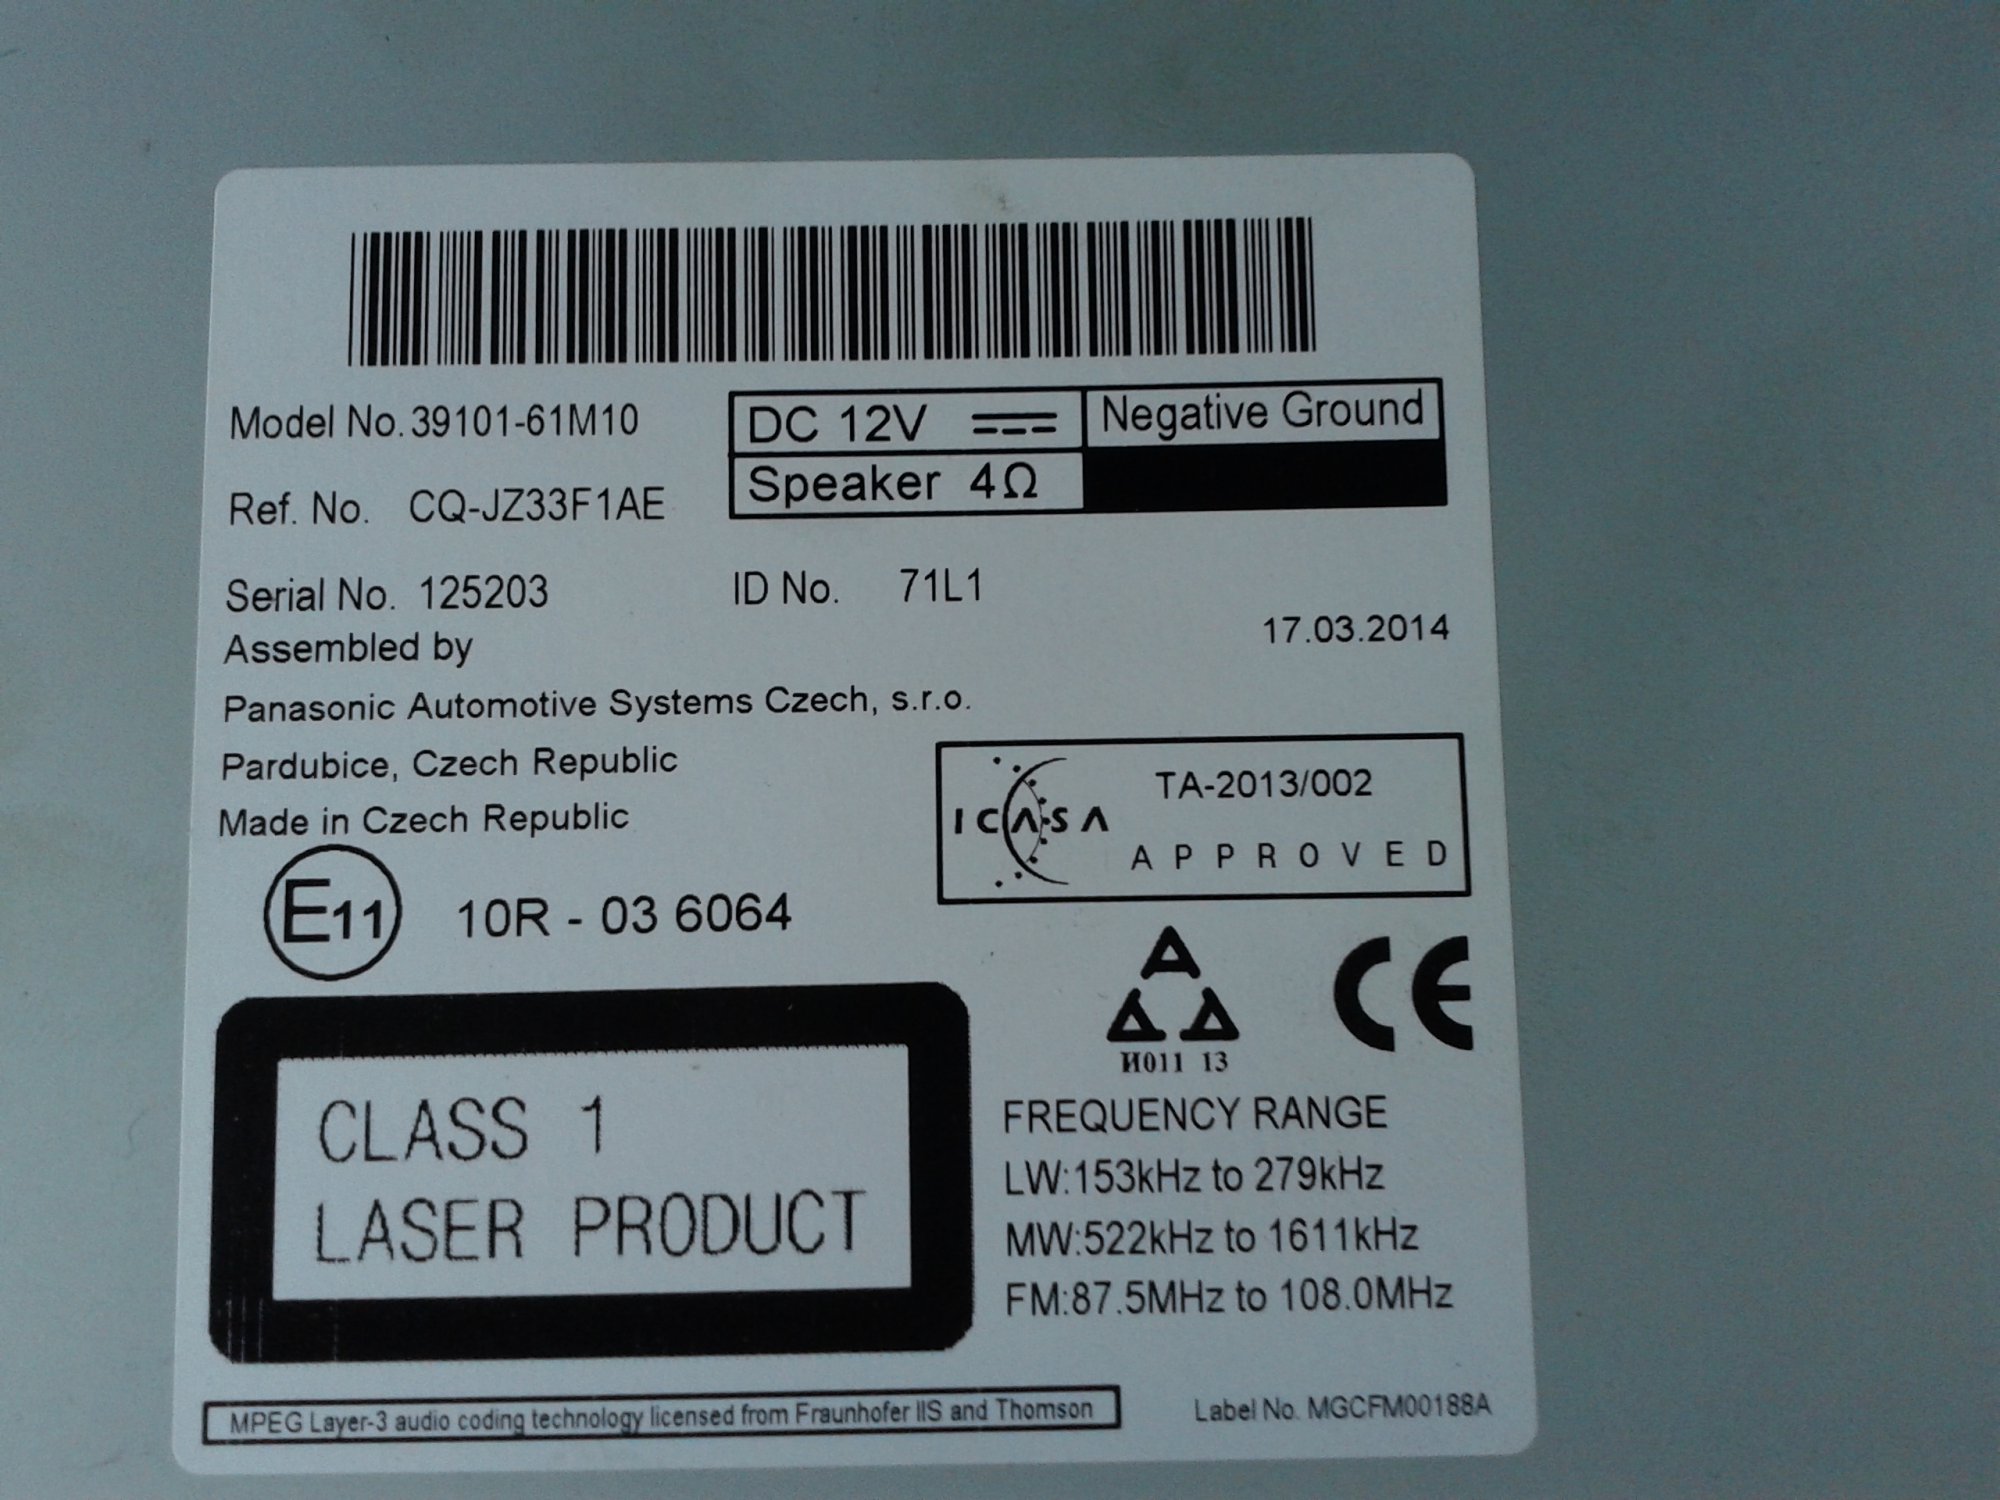 Model No. 39101-61M10
DC 12V
Negative Ground
Ref. No. CQ-JZ33F1AE
Speaker 4Ω
Serial No. 125203
ID No. 71L1
17.03.2014
Assembled by
Panasonic Automotive Systems Czech, s.r.o.
Pardubice, Czech Republic
Made in Czech Republic
ICASA
TA-2013/002
APPROVED
E11
10R - 03 6064
CE
И011 13
CLASS 1
LASER PRODUCT
FREQUENCY RANGE
LW:153kHz to 279kHz
MW:522kHz to 1611kHz
FM:87.5MHz to 108.0MHz
MPEG Layer-3 audio coding technology licensed from Fraunhofer IIS and Thomson
Label No. MGCFM00188A